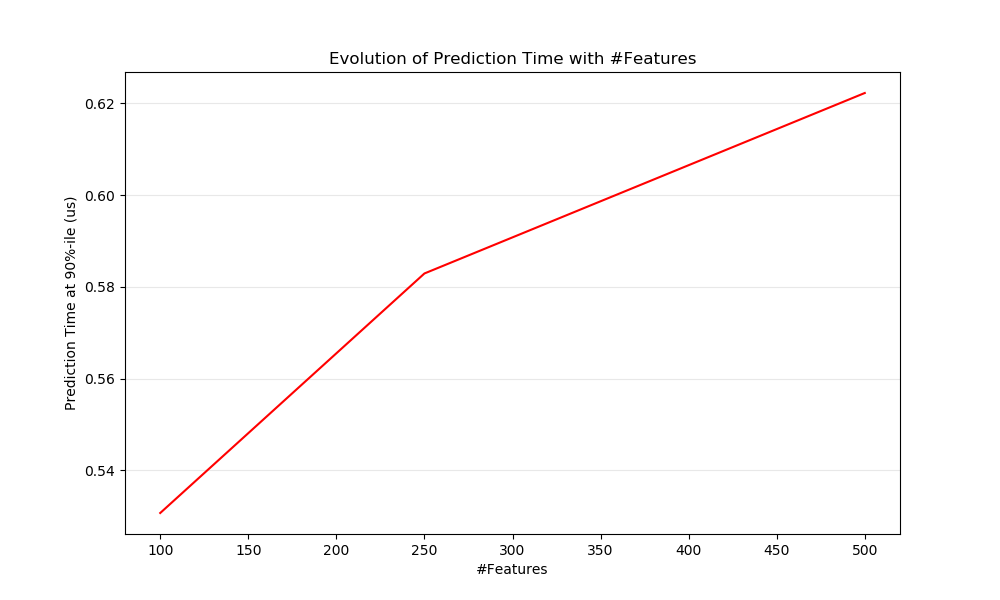 Evolution of Prediction Time with #Features
Prediction Time at 90%-ile (us)
0.62
0.60
0.58
0.56
0.54
100 150 200 250 300 350 400 450 500
#Features